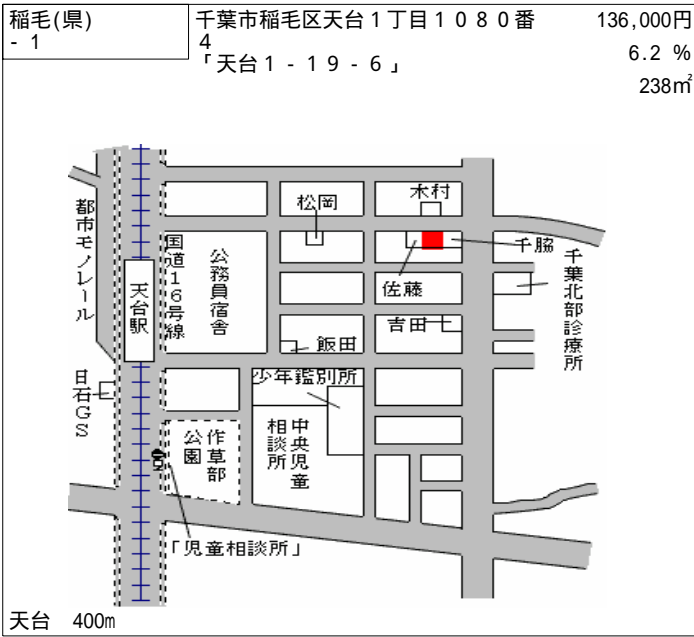 稲毛(県)
- 1
千葉市稲毛区天台１丁目１０８０番
4
「天台１-１９-６」
136,000円
6.2 %
238㎡
木村
松岡
都市モノレール
国道16号線
公務員宿舎
千脇
佐藤
千葉北部診療所
天台駅
吉田
飯田
少年鑑別所
日石GS
中央児童
相談所
作草部
公園
「児童相談所」
天台 400m